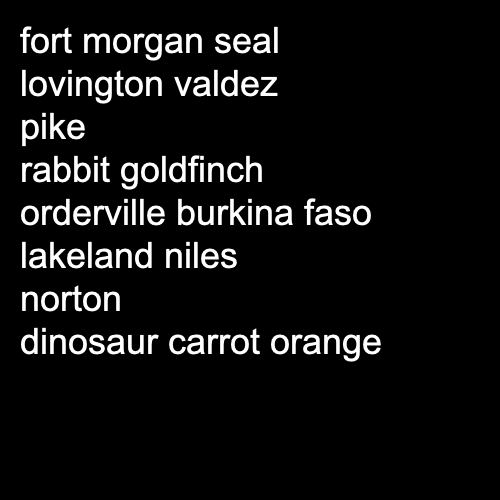 fort morgan seal
lovington valdez
pike
rabbit goldfinch
orderville burkina faso
lakeland niles
norton
dinosaur carrot orange